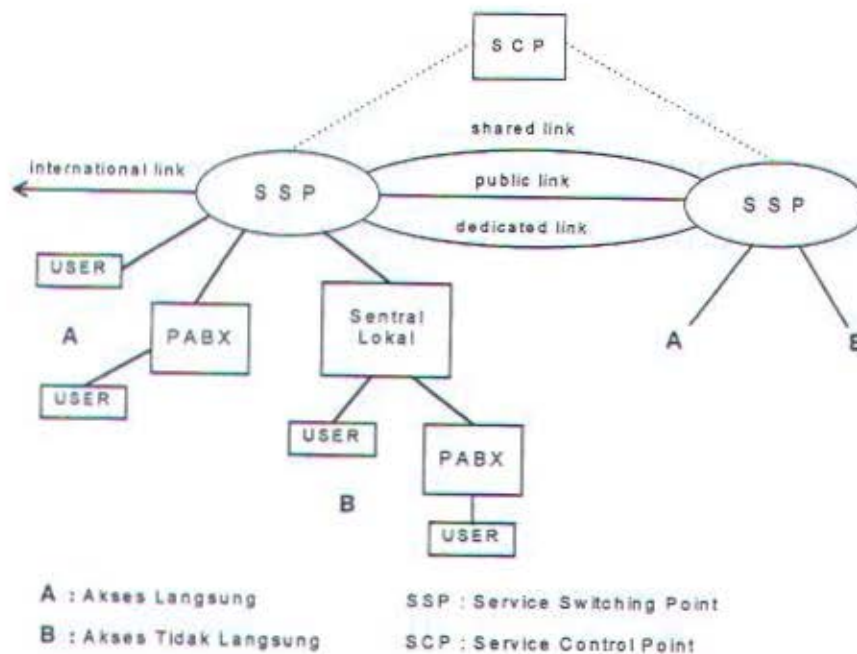 SCP
shared link
international link
public link
SSP
SSP
dedicated link
USER
Sentral
Lokal
A
PABX
A
USER
USER
PABX
B
USER
A : Akses Langsung
SSP : Service Switching Point
B : Akses Tidak Langsung
SCP : Service Control Point